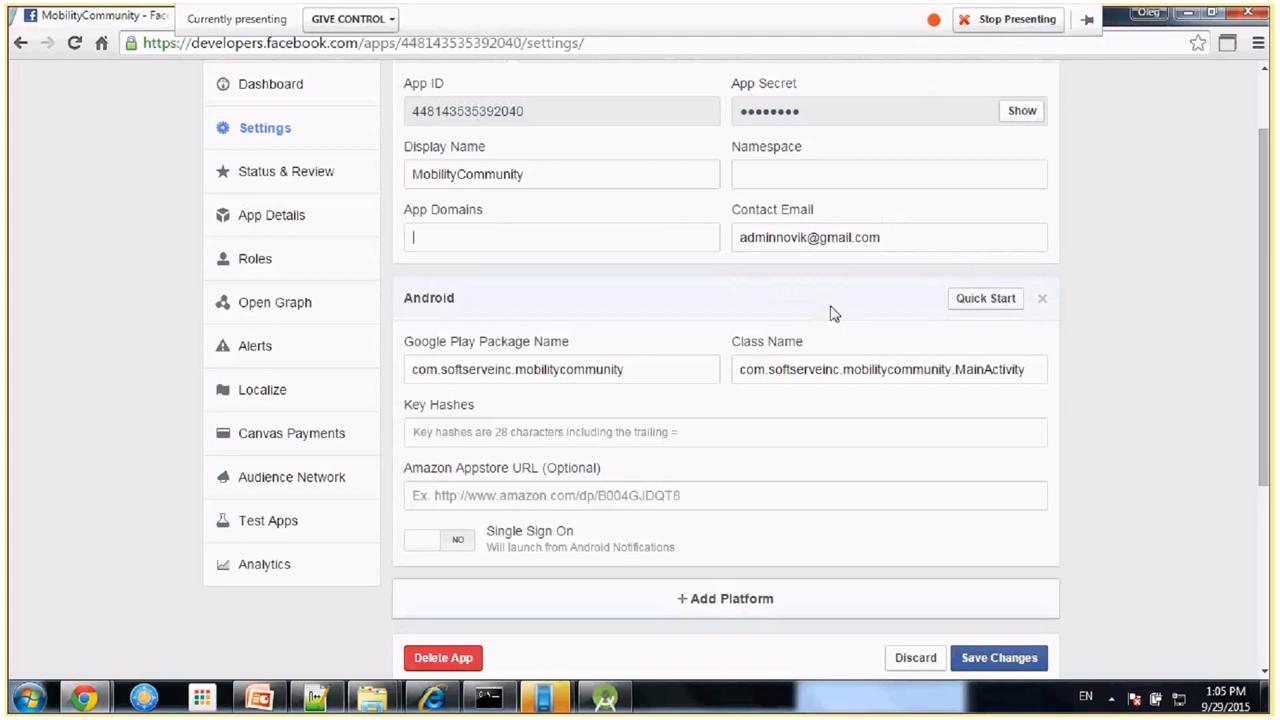 MobilityCommunity - Fac
Currently presenting
GIVE CONTROL
Stop Presenting
Oleg
https://developers.facebook.com/apps/448143535392040/settings/
Dashboard
Settings
Status & Review
App Details
Roles
Open Graph
Alerts
Localize
Canvas Payments
Audience Network
Test Apps
Analytics
App ID
App Secret
448143535392040
••••••••
Show
Display Name
Namespace
MobilityCommunity
App Domains
Contact Email
adminnovik@gmail.com
Android
Quick Start
Google Play Package Name
Class Name
com.softserveinc.mobilitycommunity
com.softserveinc.mobilitycommunity.MainActivity
Key Hashes
Key hashes are 28 characters including the trailing =
Amazon Appstore URL (Optional)
Ex. http://www.amazon.com/dp/B004GJDQT8
NO
Single Sign On
Will launch from Android Notifications
+ Add Platform
Delete App
Discard
Save Changes
EN
1:05 PM
9/29/2015